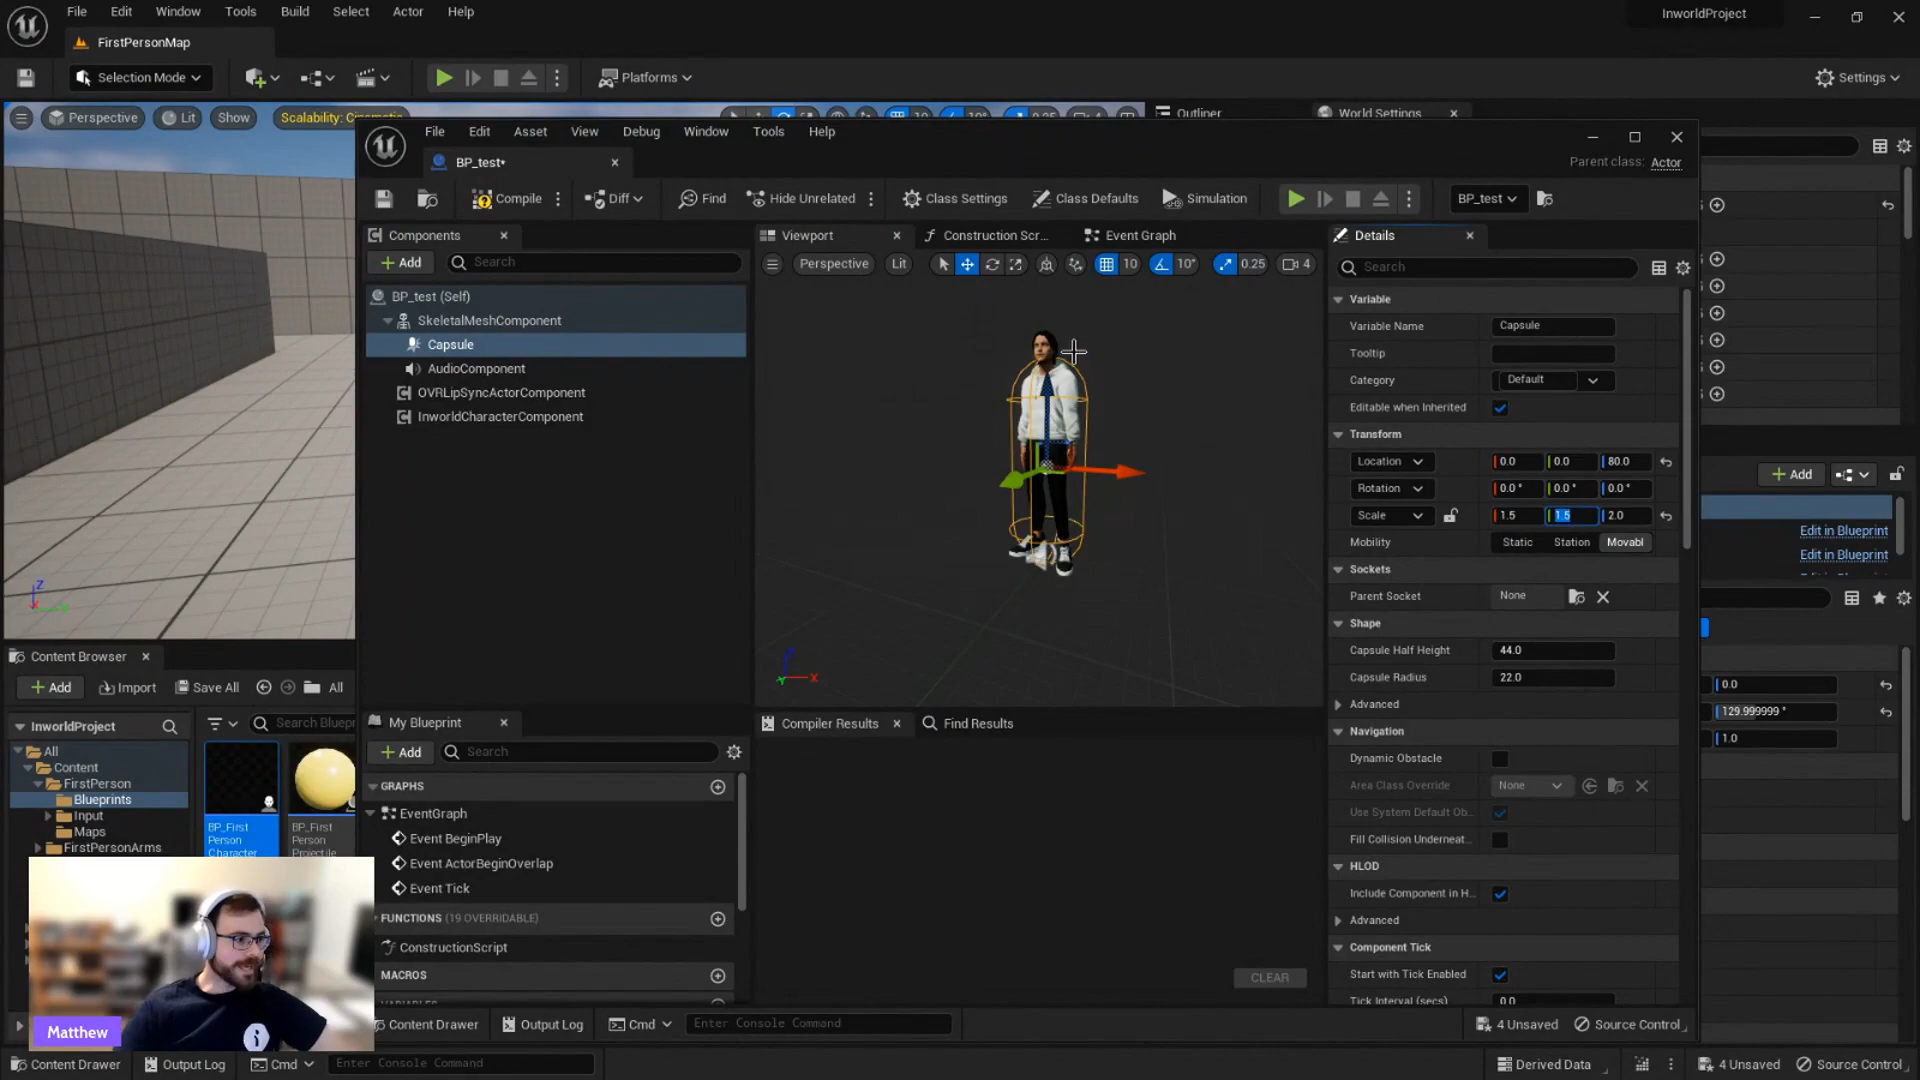 File Edit Window Tools Build Select Actor Help
InworldProject
FirstPersonMap
Selection Mode
Platforms
Settings
Perspective Lit Show Scalability: Cinematic
10 10° 0.25 4
Outliner World Settings
File Edit Asset View Debug Window Tools Help
BP_test*
Parent class: Actor
Compile Diff Find Hide Unrelated Class Settings Class Defaults Simulation BP_test
Components
Add Search
BP_test (Self)
SkeletalMeshComponent
Capsule
AudioComponent
OVRLipSyncActorComponent
InworldCharacterComponent
Viewport Construction Scr... Event Graph
Perspective Lit 10 10° 0.25 4
Z
X
Y
Details
Search
Variable
Variable Name Capsule
Tooltip
Category Default
Editable when Inherited
Transform
Location 0.0 0.0 80.0
Rotation 0.0 ° 0.0 ° 0.0 °
Scale 1.5 1.5 2.0
Mobility Static Station Movabl
Sockets
Parent Socket None
Shape
Capsule Half Height 44.0
Capsule Radius 22.0
Advanced
Navigation
Dynamic Obstacle
Area Class Override None
Use System Default Ob...
Fill Collision Underneat...
HLOD
Include Component in H...
Advanced
Component Tick
Start with Tick Enabled
Tick Interval (secs) 0.0
Add
Edit in Blueprint
Edit in Blueprint
0.0
129.999999 °
1.0
Content Browser
Add Import Save All All
InworldProject
Search Bluep
All
Content
FirstPerson
Blueprints
Input
Maps
FirstPersonArms
BP_First
Person
Character
BP_First
Person
Projectile
My Blueprint
Add Search
GRAPHS
EventGraph
Event BeginPlay
Event ActorBeginOverlap
Event Tick
FUNCTIONS (19 OVERRIDABLE)
ConstructionScript
MACROS
VARIABLES
Compiler Results Find Results
CLEAR
Content Drawer Output Log Cmd Enter Console Command 4 Unsaved Source Control
Matthew
Content Drawer Output Log Cmd Enter Console Command Derived Data 4 Unsaved Source Control